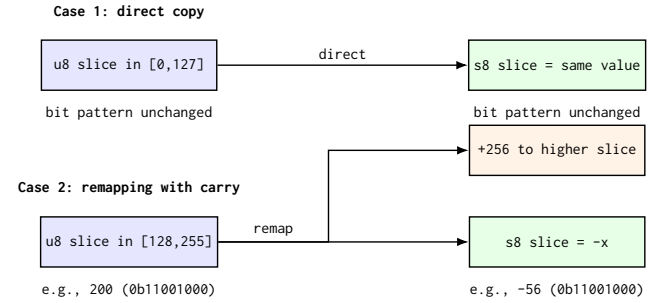 Case 1: direct copy
u8 slice in [0,127]
direct
s8 slice = same value
bit pattern unchanged
bit pattern unchanged
+256 to higher slice
Case 2: remapping with carry
u8 slice in [128,255]
remap
s8 slice = -x
e.g., 200 (0b11001000)
e.g., -56 (0b11001000)